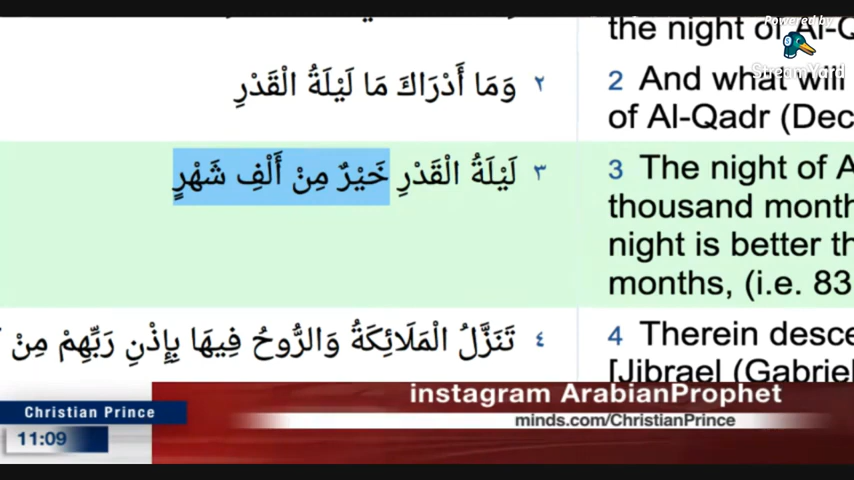 Powered by
StreamYard
the night of Al-Q
٢ وَمَا أَدْرَاكَ مَا لَيْلَةُ الْقَدْرِ
2 And what will
of Al-Qadr (Dec
٣ لَيْلَةُ الْقَدْرِ خَيْرٌ مِنْ أَلْفِ شَهْرٍ
3 The night of A
thousand month
night is better th
months, (i.e. 83
٤ تَنَزَّلُ الْمَلَائِكَةُ وَالرُّوحُ فِيهَا بِإِذْنِ رَبِّهِمْ مِنْ
4 Therein desce
[Jibrael (Gabriel
instagram ArabianProphet
Christian Prince
minds.com/ChristianPrince
11:09